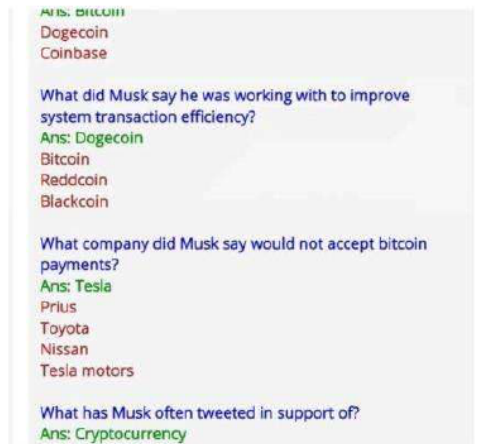 Ans: Bitcoin
Dogecoin
Coinbase
What did Musk say he was working with to improve
system transaction efficiency?
Ans: Dogecoin
Bitcoin
Reddcoin
Blackcoin
What company did Musk say would not accept bitcoin
payments?
Ans: Tesla
Prius
Toyota
Nissan
Tesla motors
What has Musk often tweeted in support of?
Ans: Cryptocurrency